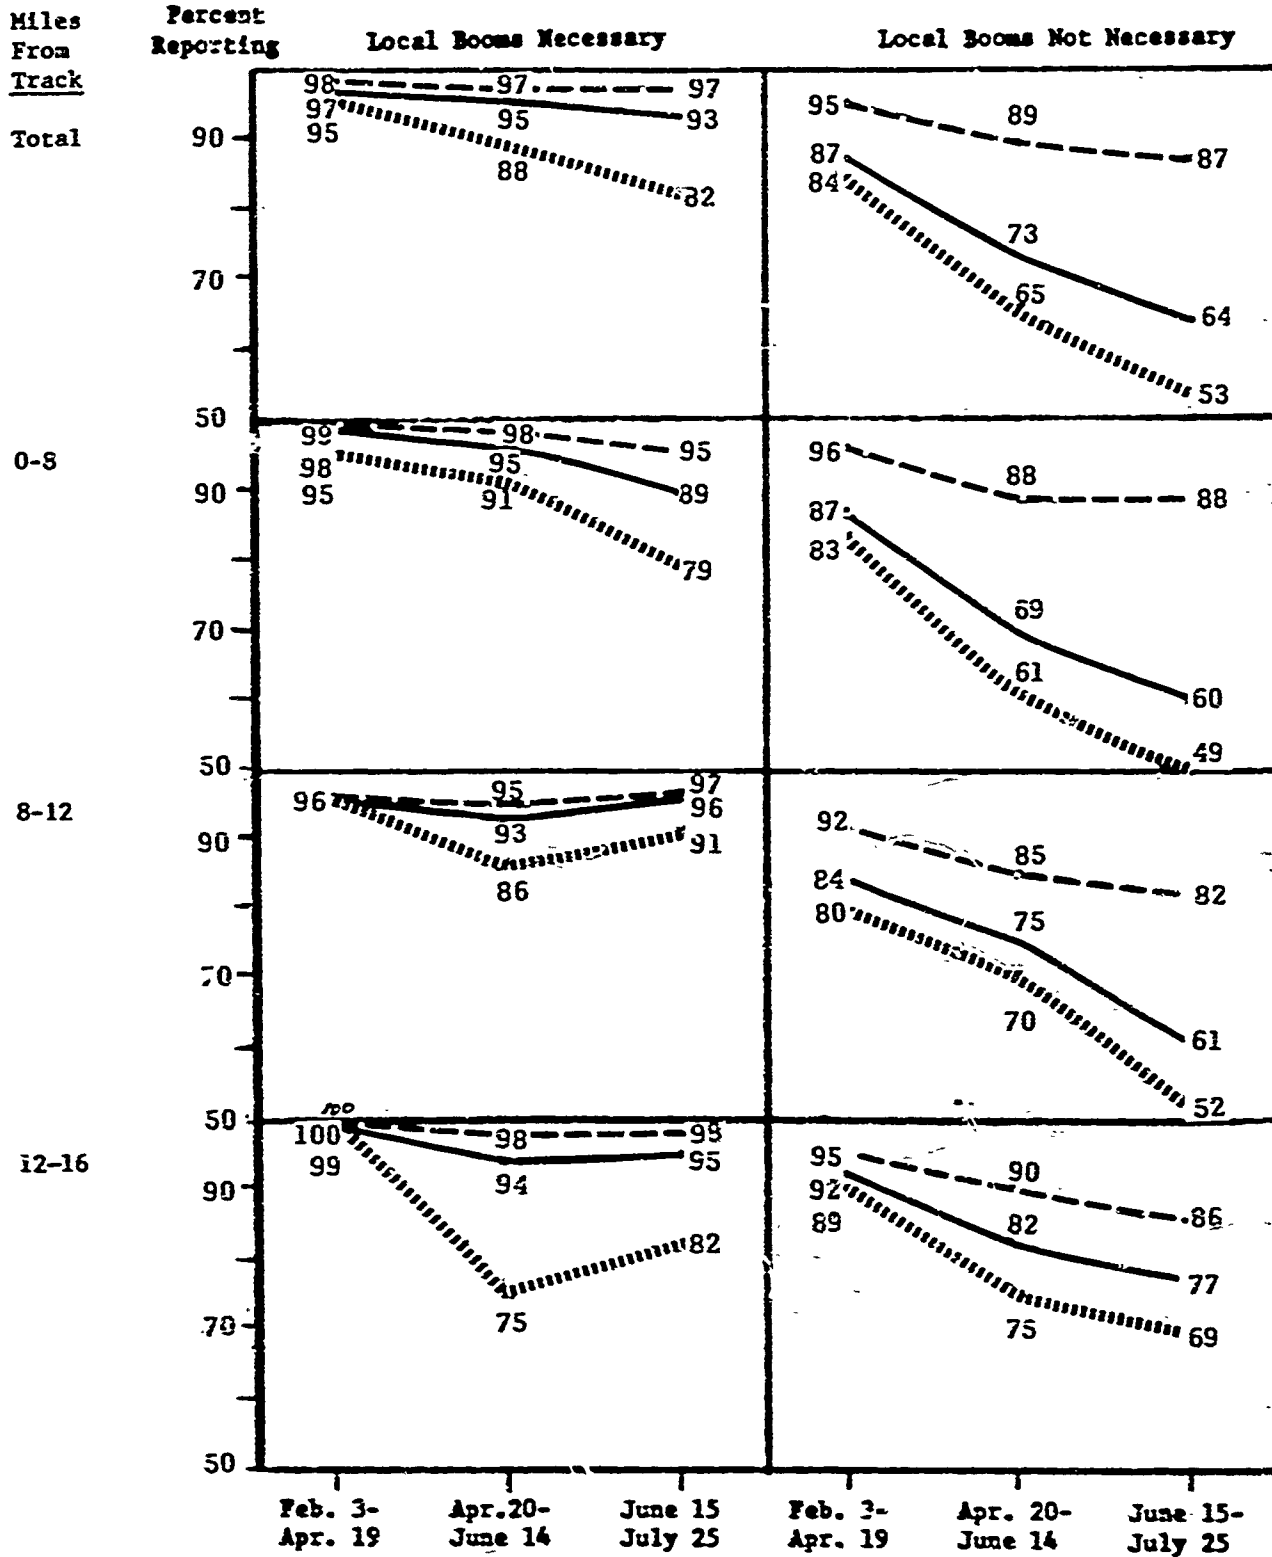 Miles From Track
Percent Reporting
Local Booms Necessary
Local Booms Not Necessary
Total
98 97 97
97 95 93
95 88 82
95 89 87
87 73 64
84 65 53
90
70
50
0-8
99 98 95
98 95 89
95 91 79
96 88 88
87 69 60
83 61 49
90
70
50
8-12
96 95 97
93 96
86 91
92 85 82
84 75 61
80 70 52
90
70
50
12-16
100
100 98 98
99 94 95
75 82
95 90 86
92 82 77
89 75 69
90
70
50
Feb. 3- Apr.20- June 15 Feb. 3- Apr. 20- June 15-
Apr. 19 June 14 July 25 Apr. 19 June 14 July 25